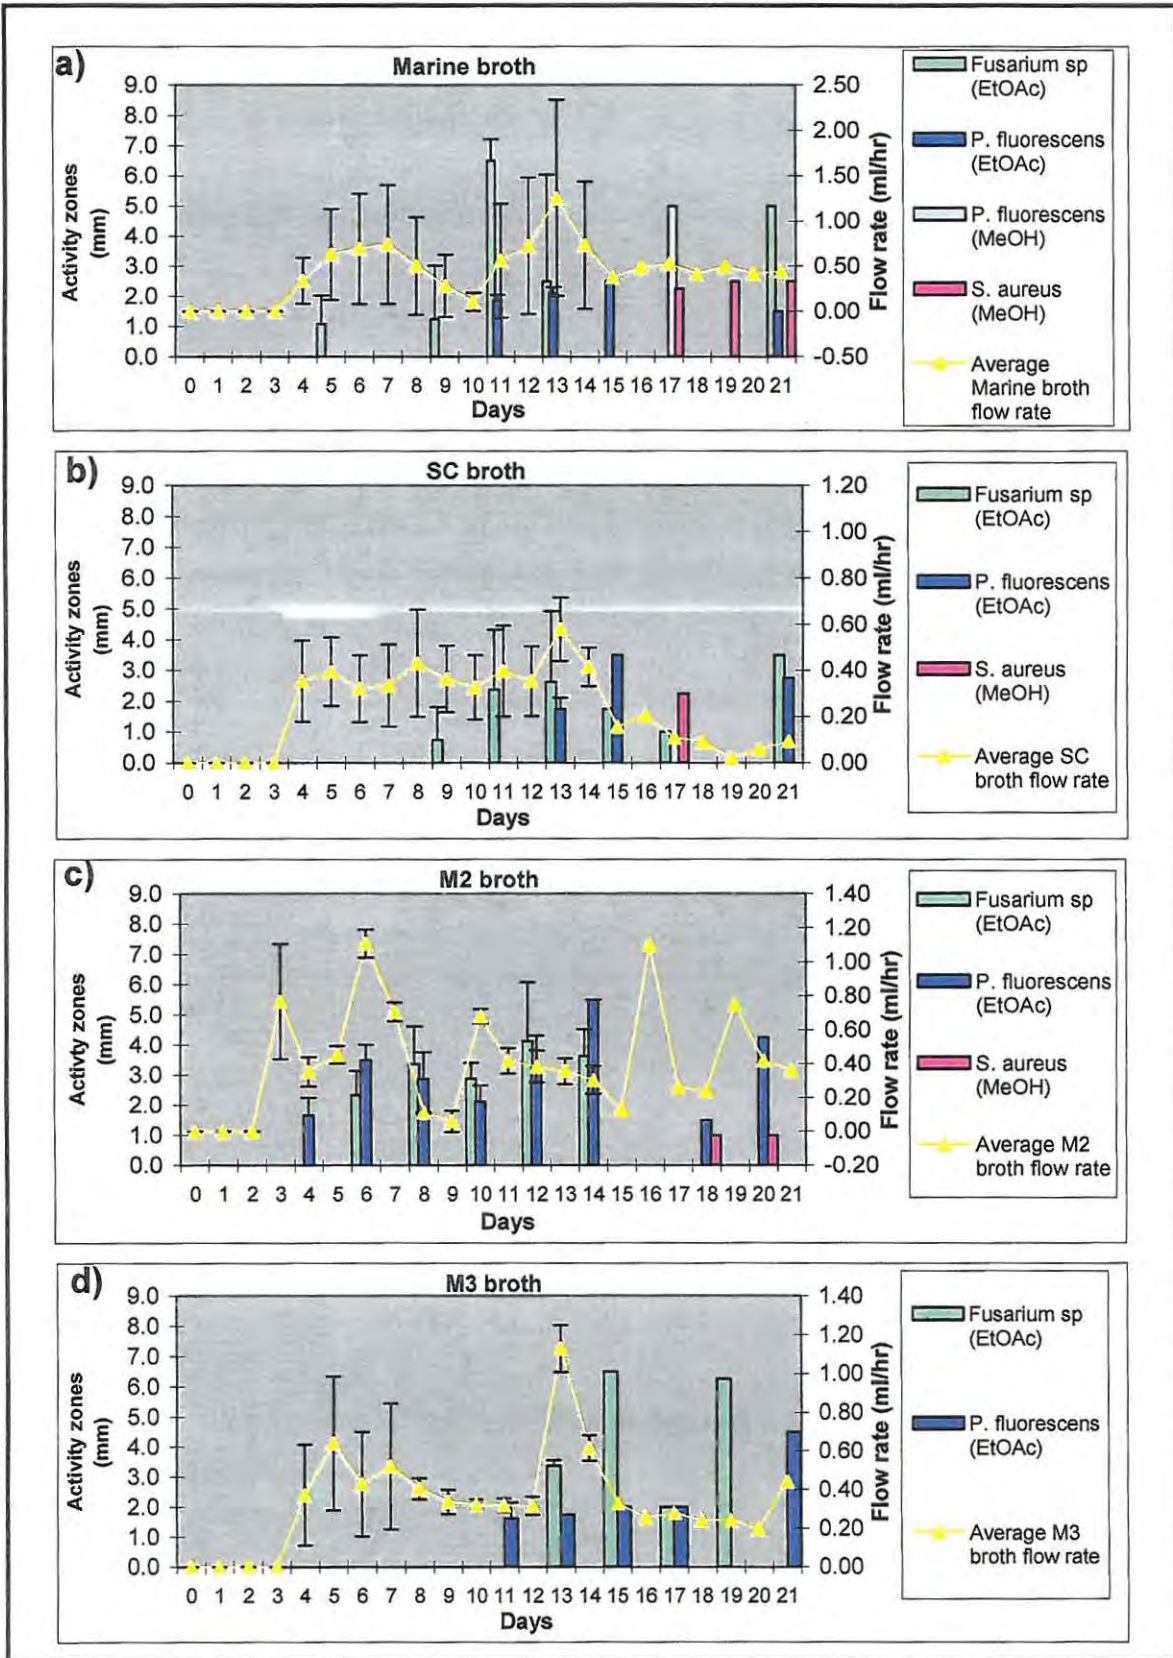 a)
Marine broth
9.0
8.0
7.0
6.0
5.0
4.0
3.0
2.0
1.0
0.0
Activity zones
(mm)
2.50
2.00
1.50
1.00
0.50
0.00
-0.50
Flow rate (ml/hr)
0 1 2 3 4 5 6 7 8 9 10 11 12 13 14 15 16 17 18 19 20 21
Days
Fusarium sp
(EtOAc)
P. fluorescens
(EtOAc)
P. fluorescens
(MeOH)
S. aureus
(MeOH)
Average
Marine broth
flow rate
b)
SC broth
9.0
8.0
7.0
6.0
5.0
4.0
3.0
2.0
1.0
0.0
Activity zones
(mm)
1.20
1.00
0.80
0.60
0.40
0.20
0.00
Flow rate (ml/hr)
0 1 2 3 4 5 6 7 8 9 10 11 12 13 14 15 16 17 18 19 20 21
Days
Fusarium sp
(EtOAc)
P. fluorescens
(EtOAc)
S. aureus
(MeOH)
Average SC
broth flow rate
c)
M2 broth
9.0
8.0
7.0
6.0
5.0
4.0
3.0
2.0
1.0
0.0
Activty zones
(mm)
1.40
1.20
1.00
0.80
0.60
0.40
0.20
0.00
-0.20
Flow rate (ml/hr)
0 1 2 3 4 5 6 7 8 9 10 11 12 13 14 15 16 17 18 19 20 21
Days
Fusarium sp
(EtOAc)
P. fluorescens
(EtOAc)
S. aureus
(MeOH)
Average M2
broth flow rate
d)
M3 broth
9.0
8.0
7.0
6.0
5.0
4.0
3.0
2.0
1.0
0.0
Activity zones
(mm)
1.40
1.20
1.00
0.80
0.60
0.40
0.20
0.00
Flow rate (ml/hr)
0 1 2 3 4 5 6 7 8 9 10 11 12 13 14 15 16 17 18 19 20 21
Days
Fusarium sp
(EtOAc)
P. fluorescens
(EtOAc)
Average M3
broth flow rate